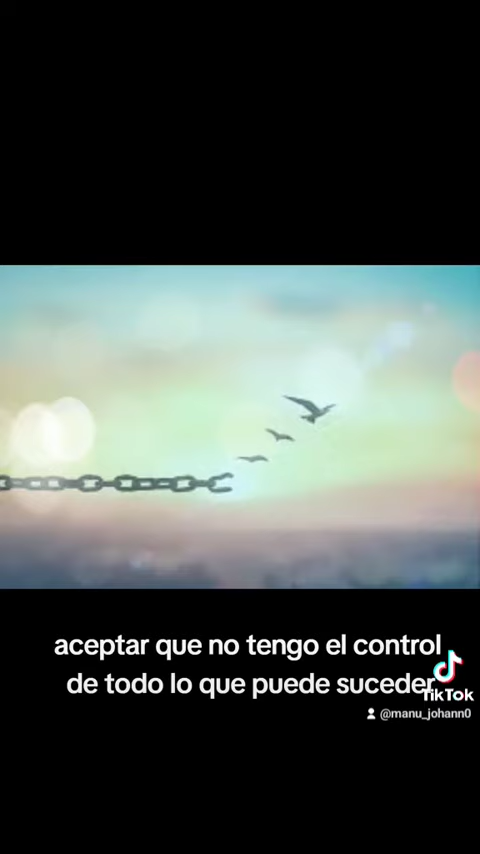 aceptar que no tengo el control
de todo lo que puede suceder
TikTok
@manu_johann0